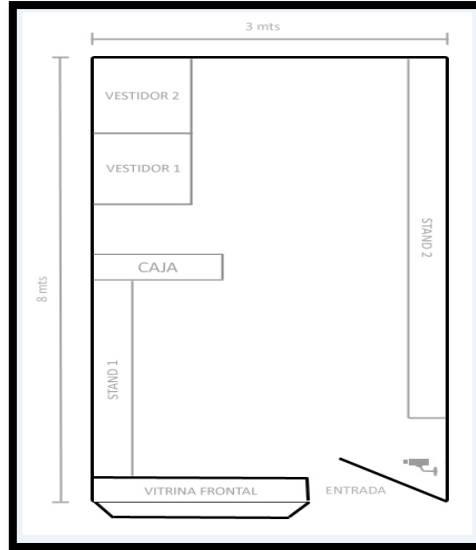 3 mts
VESTIDOR 2
VESTIDOR 1
STAND 2
CAJA
8 mts
STAND 1
VITRINA FRONTAL
ENTRADA